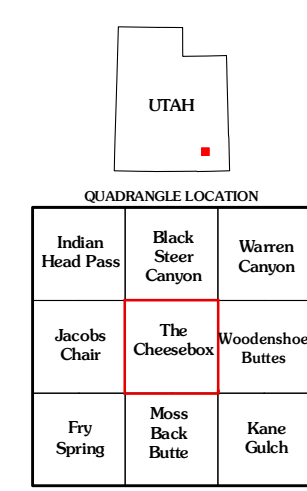 UTAH
QUADRANGLE LOCATION
Indian
Head Pass
Black
Steer
Canyon
Warren
Canyon
Jacobs
Chair
The
Cheesebox
Woodenshoe
Buttes
Fry
Spring
Moss
Back
Butte
Kane
Gulch